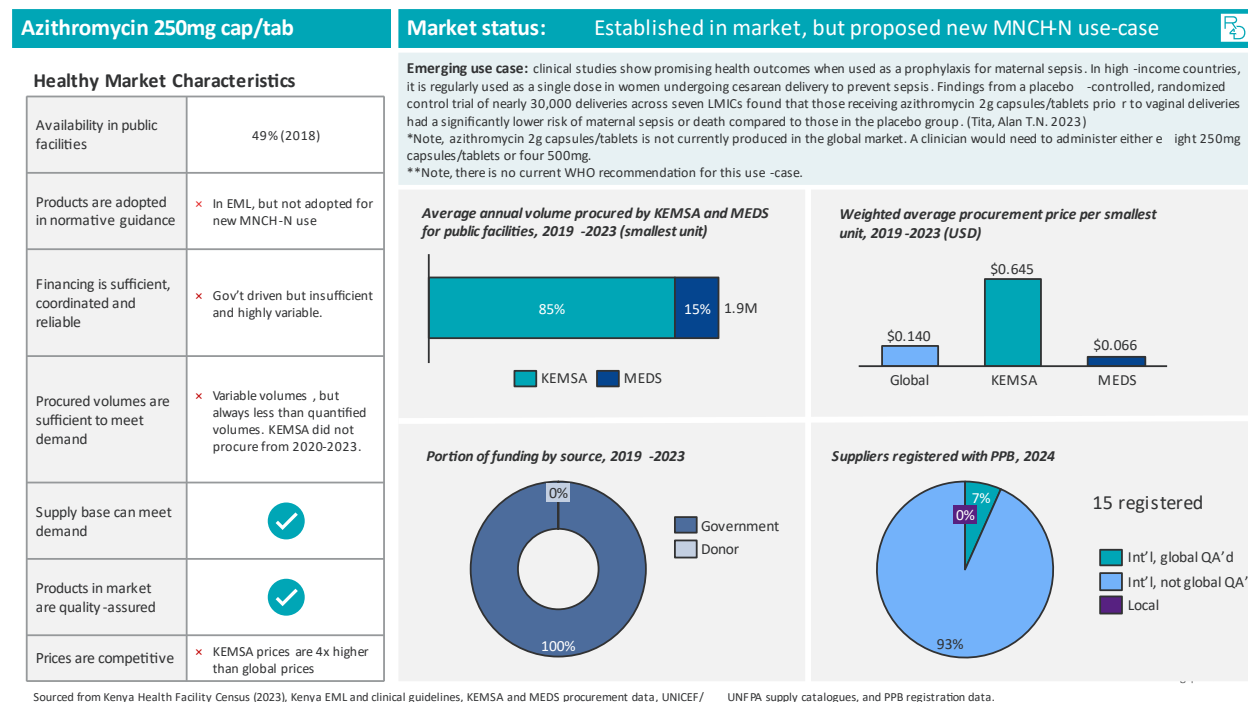 Azithromycin 250mg cap/tab
Market status: Established in market, but proposed new MNCH-N use-case
R4D
Healthy Market Characteristics
Availability in public
facilities
49% (2018)
Products are adopted
in normative guidance
× In EML, but not adopted for
new MNCH-N use
Financing is sufficient,
coordinated and
reliable
× Gov't driven but insufficient
and highly variable.
Procured volumes are
sufficient to meet
demand
× Variable volumes , but
always less than quantified
volumes. KEMSA did not
procure from 2020-2023.
Supply base can meet
demand
Products in market
are quality -assured
Prices are competitive
× KEMSA prices are 4x higher
than global prices
Emerging use case: clinical studies show promising health outcomes when used as a prophylaxis for maternal sepsis. In high -income countries,
it is regularly used as a single dose in women undergoing cesarean delivery to prevent sepsis. Findings from a placebo -controlled, randomized
control trial of nearly 30,000 deliveries across seven LMICs found that those receiving azithromycin 2g capsules/tablets prio r to vaginal deliveries
had a significantly lower risk of maternal sepsis or death compared to those in the placebo group. (Tita, Alan T.N. 2023)
*Note, azithromycin 2g capsules/tablets is not currently produced in the global market. A clinician would need to administer either e ight 250mg
capsules/tablets or four 500mg.
**Note, there is no current WHO recommendation for this use -case.
Average annual volume procured by KEMSA and MEDS
for public facilities, 2019 -2023 (smallest unit)
85%
15%
1.9M
KEMSA
MEDS
Weighted average procurement price per smallest
unit, 2019 -2023 (USD)
$0.645
$0.140
$0.066
Global
KEMSA
MEDS
Portion of funding by source, 2019 -2023
0%
100%
Government
Donor
Suppliers registered with PPB, 2024
7%
0%
93%
15 registered
Int'l, global QA'd
Int'l, not global QA'
Local
Sourced from Kenya Health Facility Census (2023), Kenya EML and clinical guidelines, KEMSA and MEDS procurement data, UNICEF/ UNFPA supply catalogues, and PPB registration data.